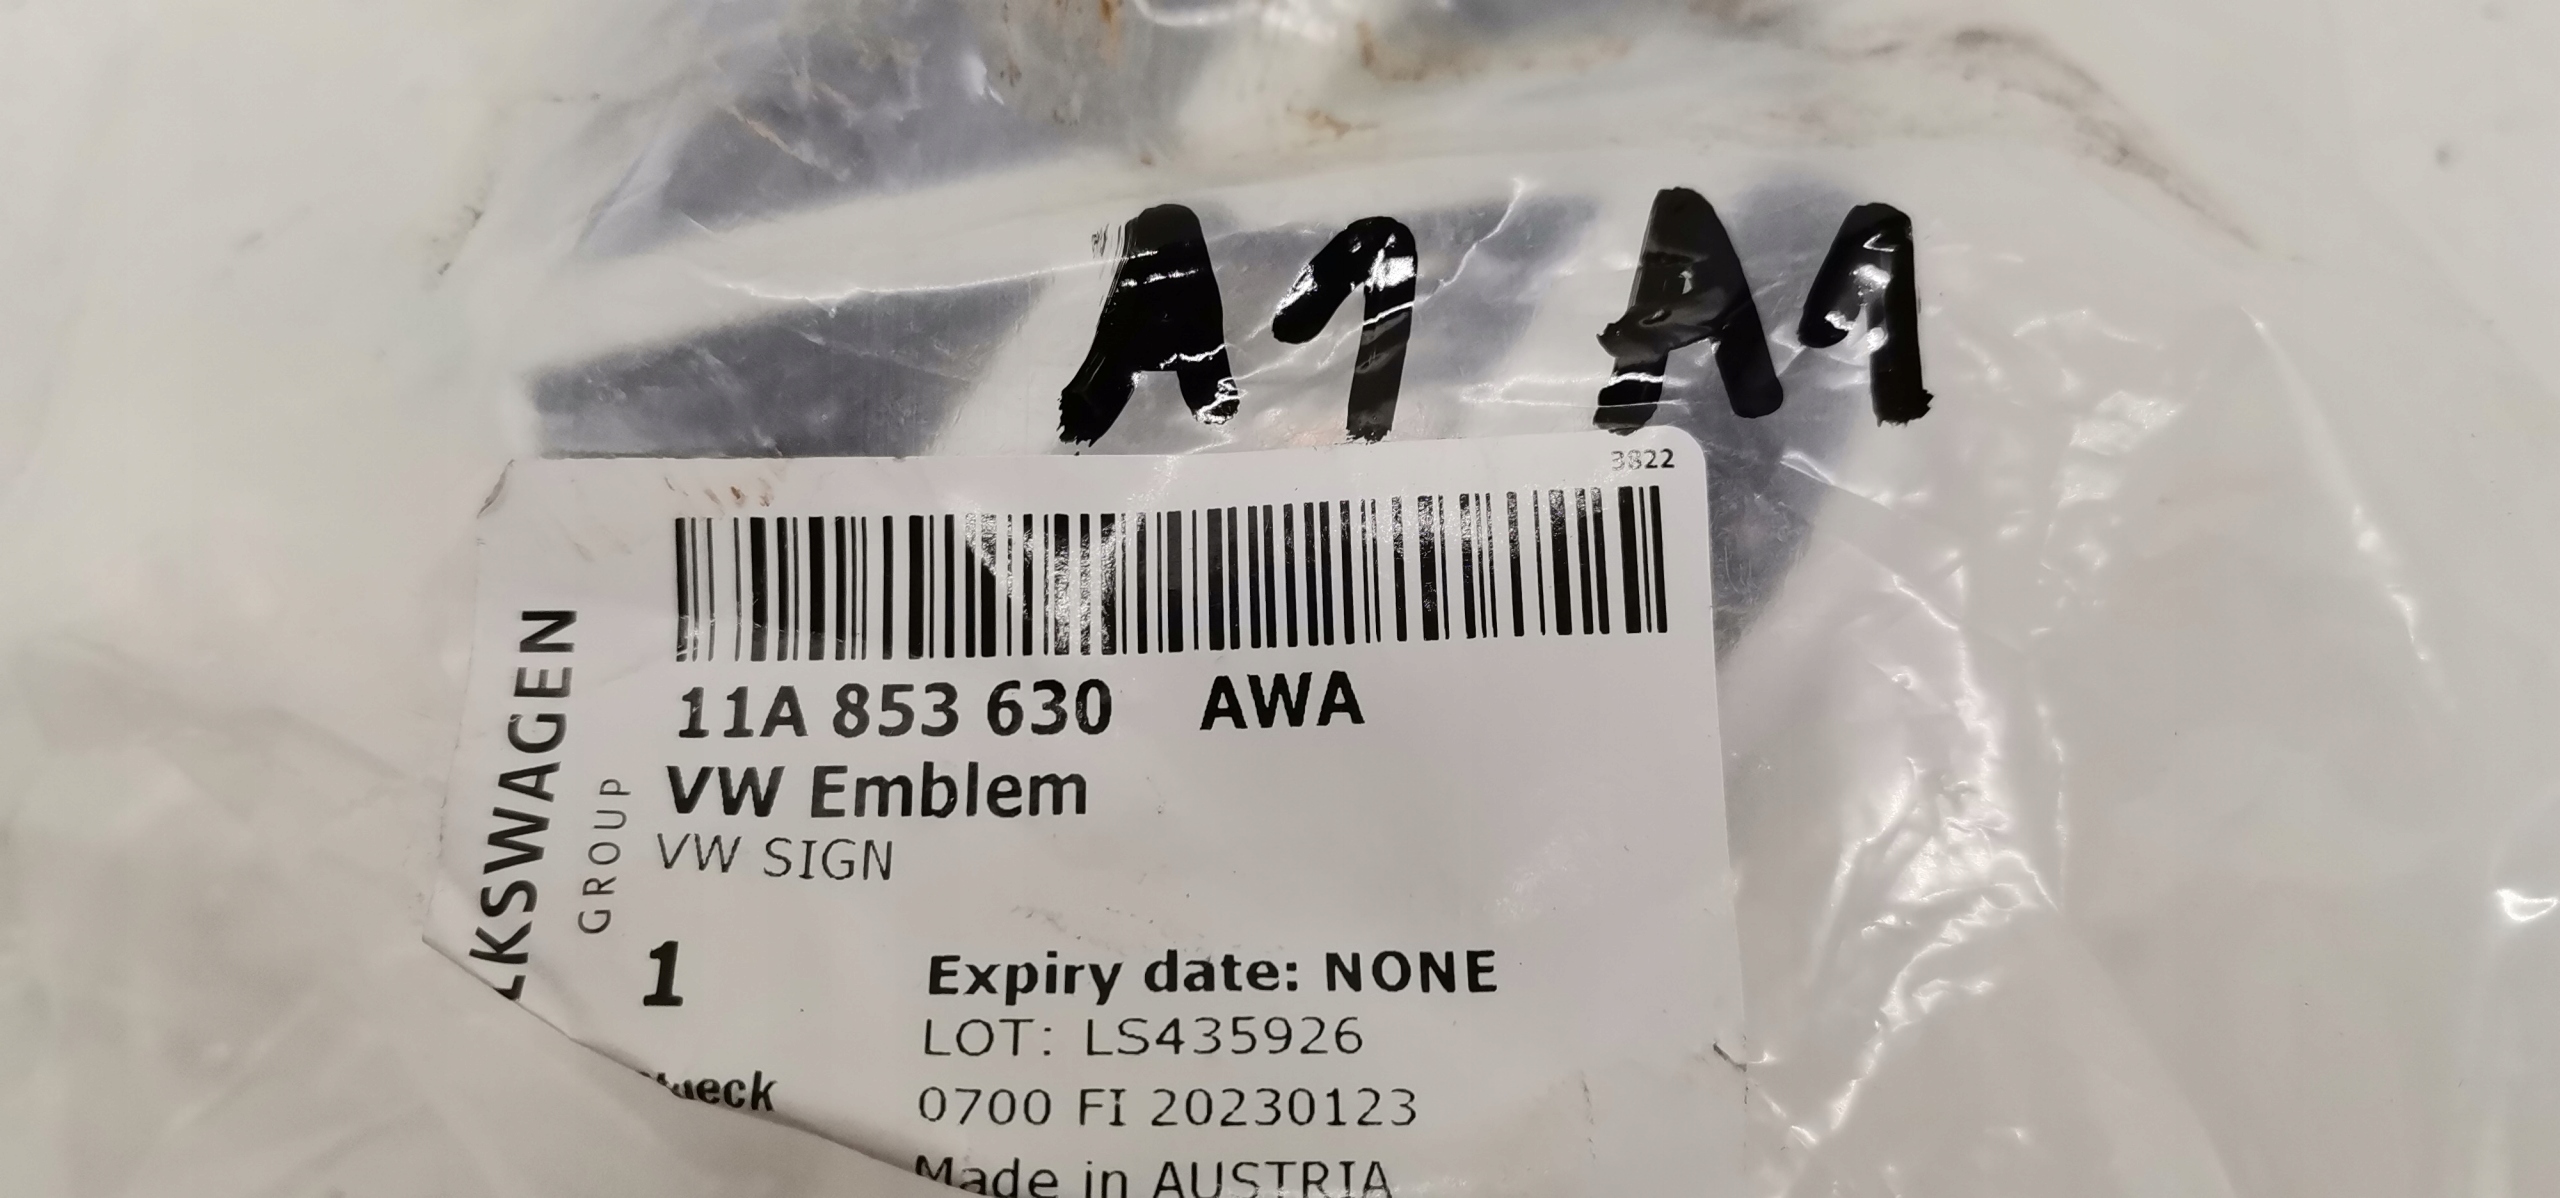 A1 A1
3822
11A 853 630 AWA
VW Emblem
VW SIGN
LKSWAGEN
GROUP
1
Expiry date: NONE
LOT: LS435926
ueck
0700 FI 20230123
Made in AUSTRIA